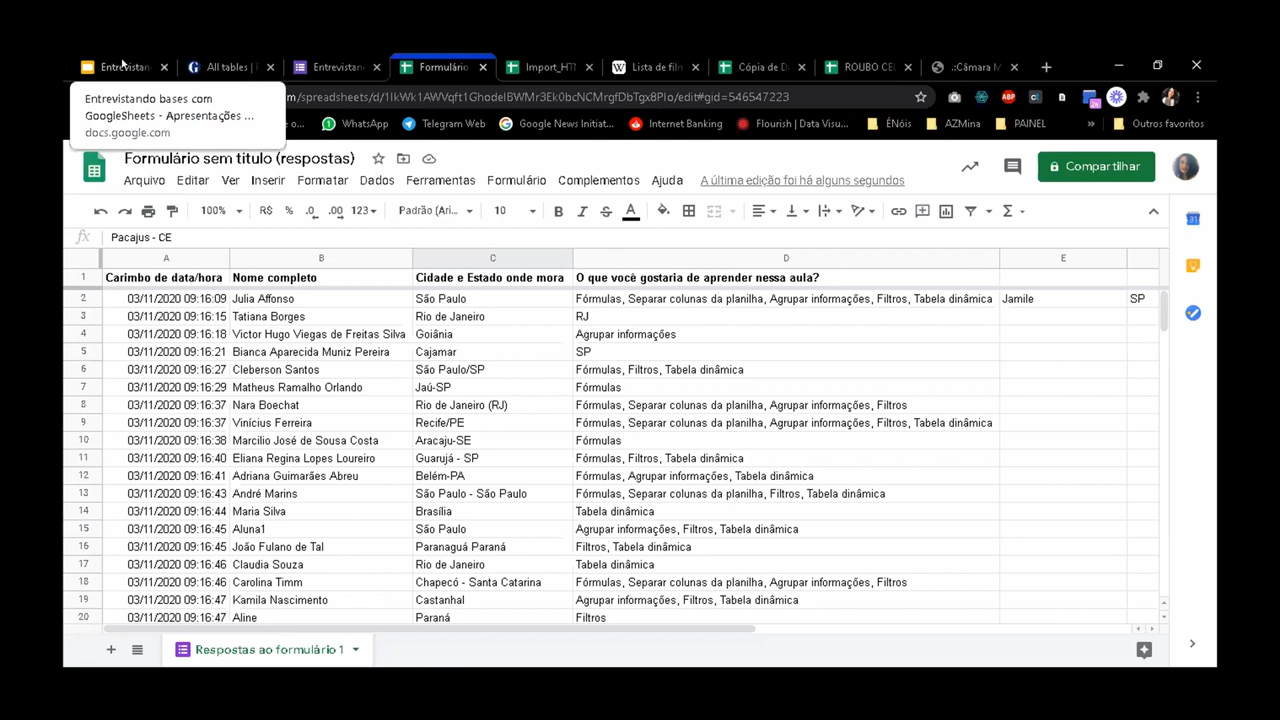 Entrevistan
All tables |
Entrevistan
Formulário
Import_HT
Lista de film
Cópia de D
ROUBO CEL
.:Câmara M
Entrevistando bases com
GoogleSheets - Apresentações ...
docs.google.com
WhatsApp
Telegram Web
Google News Initiat...
Internet Banking
Flourish | Data Visu...
ÉNóis
AZMina
PAINEL
»
Outros favoritos
Formulário sem título (respostas)
Arquivo Editar Ver Inserir Formatar Dados Ferramentas Formulário Complementos Ajuda A última edição foi há alguns segundos
Compartilhar
100% R$ % .0 .00 123 Padrão (Ari... 10 B I S A
fx Pacajus - CE
A B C D E
1 Carimbo de data/hora Nome completo Cidade e Estado onde mora O que você gostaria de aprender nessa aula?
2 03/11/2020 09:16:09 Julia Affonso São Paulo Fórmulas, Separar colunas da planilha, Agrupar informações, Filtros, Tabela dinâmica Jamile SP
3 03/11/2020 09:16:15 Tatiana Borges Rio de Janeiro RJ
4 03/11/2020 09:16:18 Victor Hugo Viegas de Freitas Silva Goiânia Agrupar informações
5 03/11/2020 09:16:21 Bianca Aparecida Muniz Pereira Cajamar SP
6 03/11/2020 09:16:27 Cleberson Santos São Paulo/SP Fórmulas, Filtros, Tabela dinâmica
7 03/11/2020 09:16:29 Matheus Ramalho Orlando Jaú-SP Fórmulas
8 03/11/2020 09:16:37 Nara Boechat Rio de Janeiro (RJ) Fórmulas, Separar colunas da planilha, Agrupar informações, Filtros
9 03/11/2020 09:16:37 Vinícius Ferreira Recife/PE Fórmulas, Separar colunas da planilha, Agrupar informações, Filtros, Tabela dinâmica
10 03/11/2020 09:16:38 Marcilio José de Sousa Costa Aracaju-SE Fórmulas
11 03/11/2020 09:16:40 Eliana Regina Lopes Loureiro Guarujá - SP Fórmulas, Filtros, Tabela dinâmica
12 03/11/2020 09:16:41 Adriana Guimarães Abreu Belém-PA Fórmulas, Agrupar informações, Tabela dinâmica
13 03/11/2020 09:16:43 André Marins São Paulo - São Paulo Fórmulas, Separar colunas da planilha, Filtros, Tabela dinâmica
14 03/11/2020 09:16:44 Maria Silva Brasília Tabela dinâmica
15 03/11/2020 09:16:45 Aluna1 São Paulo Agrupar informações, Filtros, Tabela dinâmica
16 03/11/2020 09:16:45 João Fulano de Tal Paranaguá Paraná Filtros, Tabela dinâmica
17 03/11/2020 09:16:46 Claudia Souza Rio de Janeiro Tabela dinâmica
18 03/11/2020 09:16:46 Carolina Timm Chapecó - Santa Catarina Fórmulas, Separar colunas da planilha, Agrupar informações, Filtros
19 03/11/2020 09:16:47 Kamila Nascimento Castanhal Agrupar informações, Filtros, Tabela dinâmica
20 03/11/2020 09:16:47 Aline Paraná Filtros
Respostas ao formulário 1